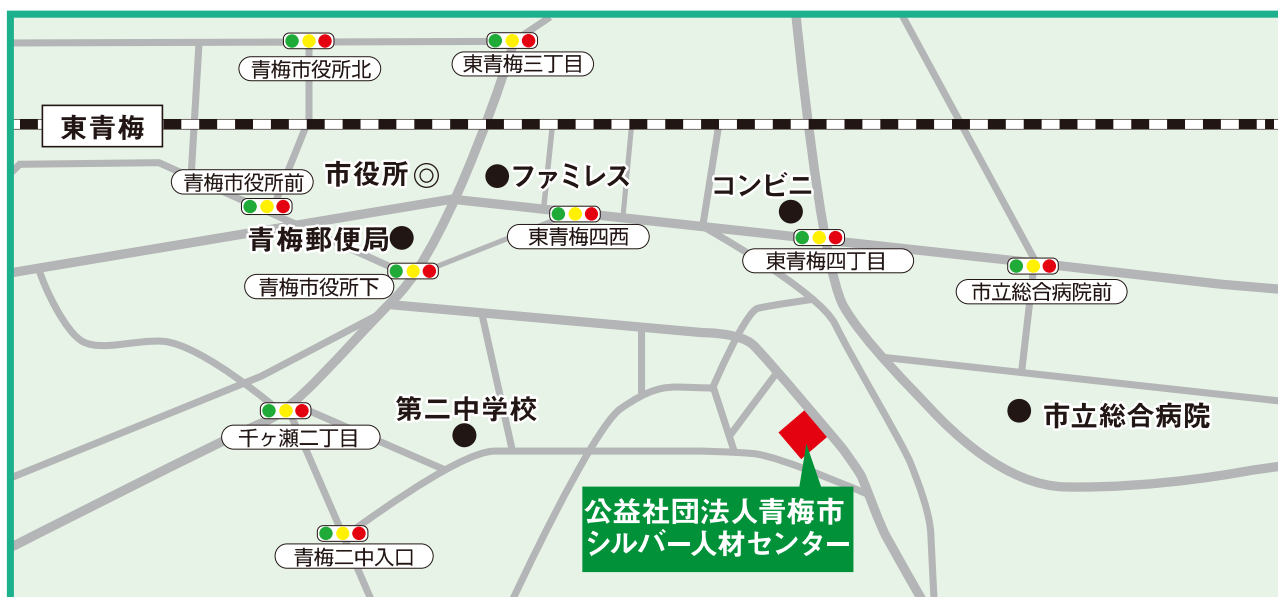 青梅市役所北
東青梅三丁目
東青梅
青梅市役所前
市役所
ファミレス
コンビニ
青梅郵便局
東青梅四西
東青梅四丁目
青梅市役所下
市立総合病院前
第二中学校
市立総合病院
千ヶ瀬二丁目
公益社団法人青梅市
シルバー人材センター
青梅二中入口